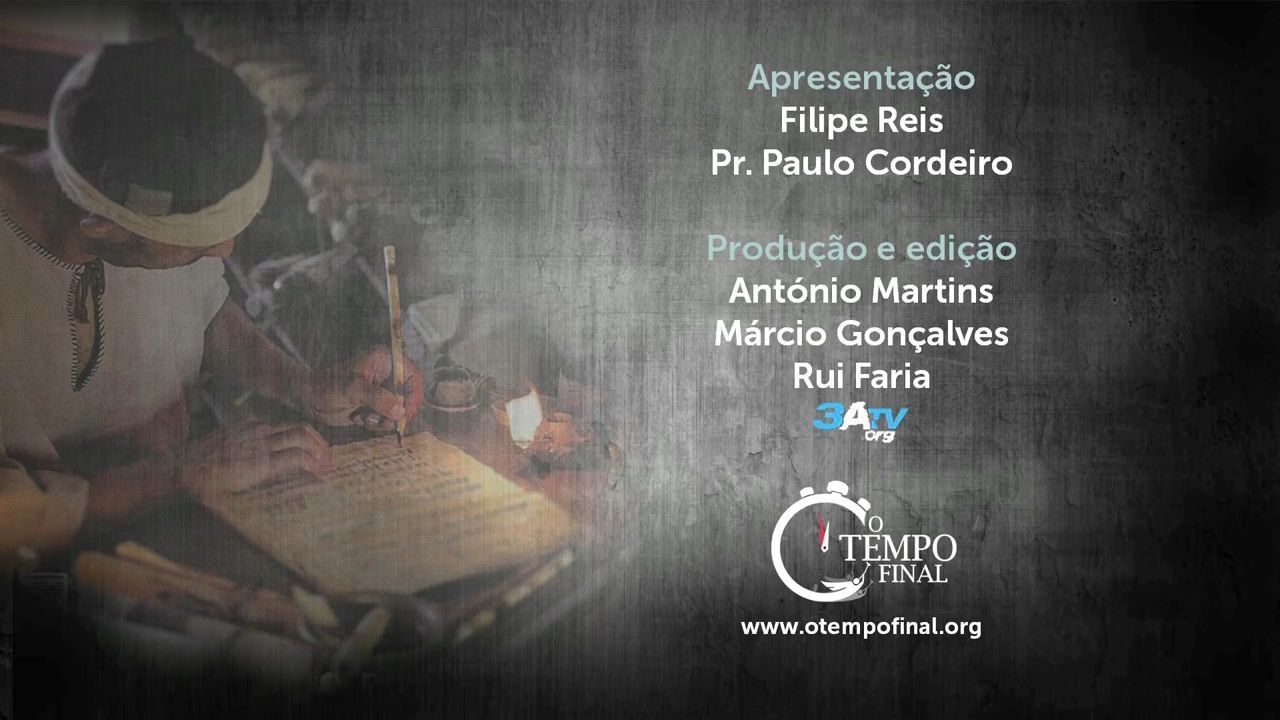 Apresentação
Filipe Reis
Pr. Paulo Cordeiro
Produção e edição
António Martins
Márcio Gonçalves
Rui Faria
3ATV
.org
O
TEMPO
FINAL
www.otempofinal.org